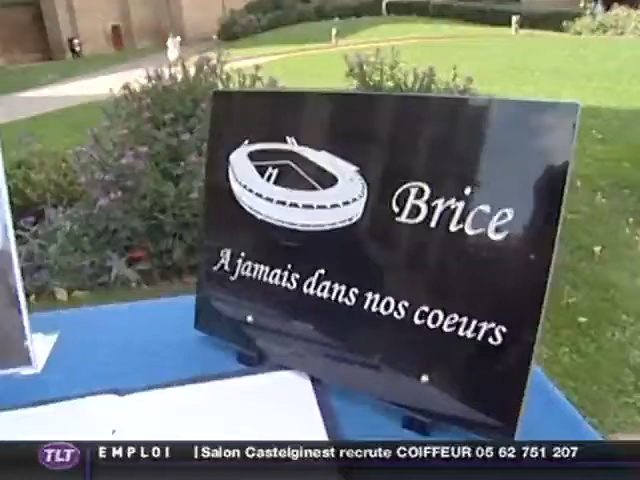 Brice
A jamais dans nos coeurs
TLT EMPLOI |Salon Castelginest recrute COIFFEUR 05 62 751 207